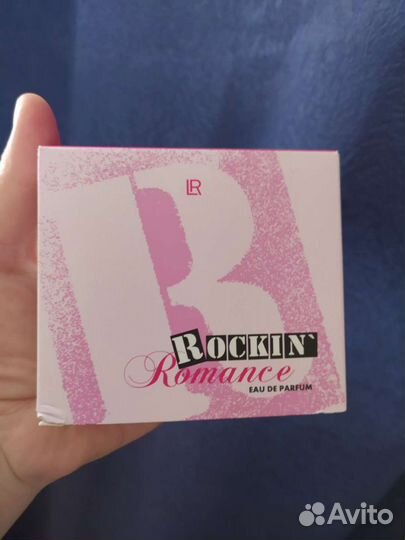 LR
ROCKIN`
Romance
EAU DE PARFUM
Avito